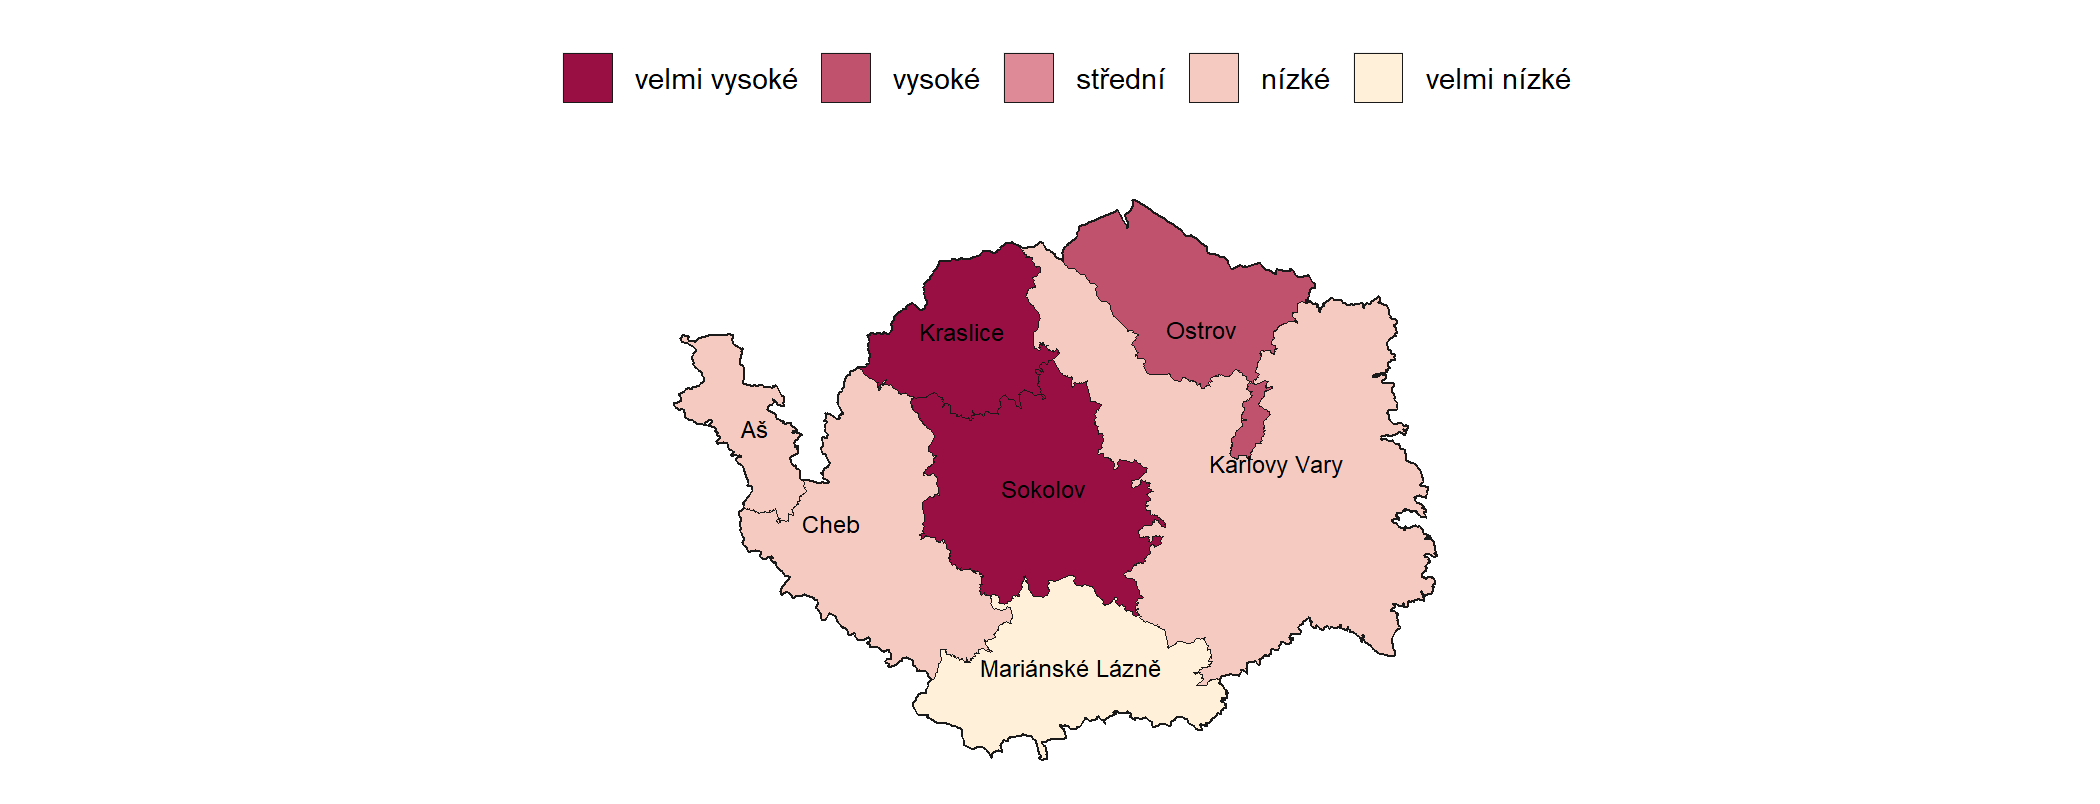 velmi vysoké vysoké střední nízké velmi nízké
Kraslice
Ostrov
Aš
Karlovy Vary
Sokolov
Cheb
Mariánské Lázně